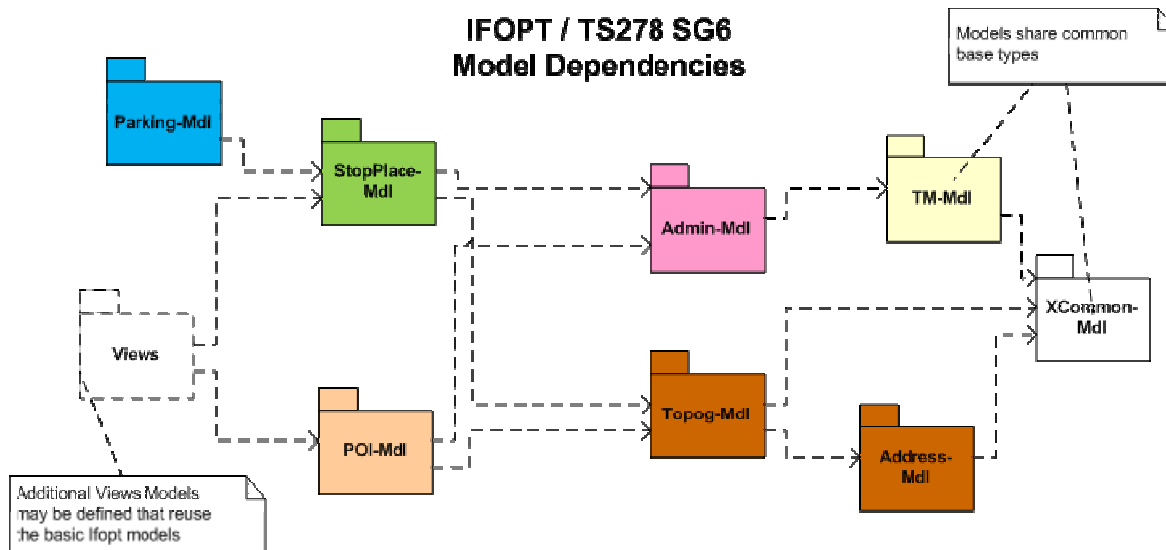 IFOPT / TS278 SG6
Model Dependencies
Models share common
base types
Parking-Mdl
StopPlace-
Mdl
Admin-Mdl
TM-Mdl
XCommon-
Mdl
Views
POI-Mdl
Topog-Mdl
Address-
Mdl
Additional Views Models
may be defined that reuse
the basic Ifopt models